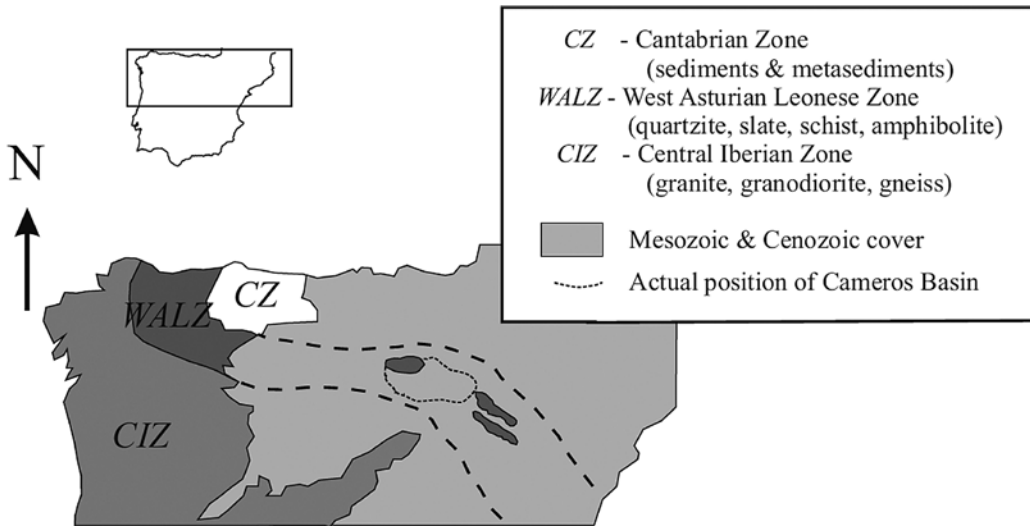 CZ - Cantabrian Zone
(sediments & metasediments)
WALZ - West Asturian Leonese Zone
(quartzite, slate, schist, amphibolite)
CIZ - Central Iberian Zone
(granite, granodiorite, gneiss)
Mesozoic & Cenozoic cover
Actual position of Cameros Basin
N
WALZ
CZ
CIZ